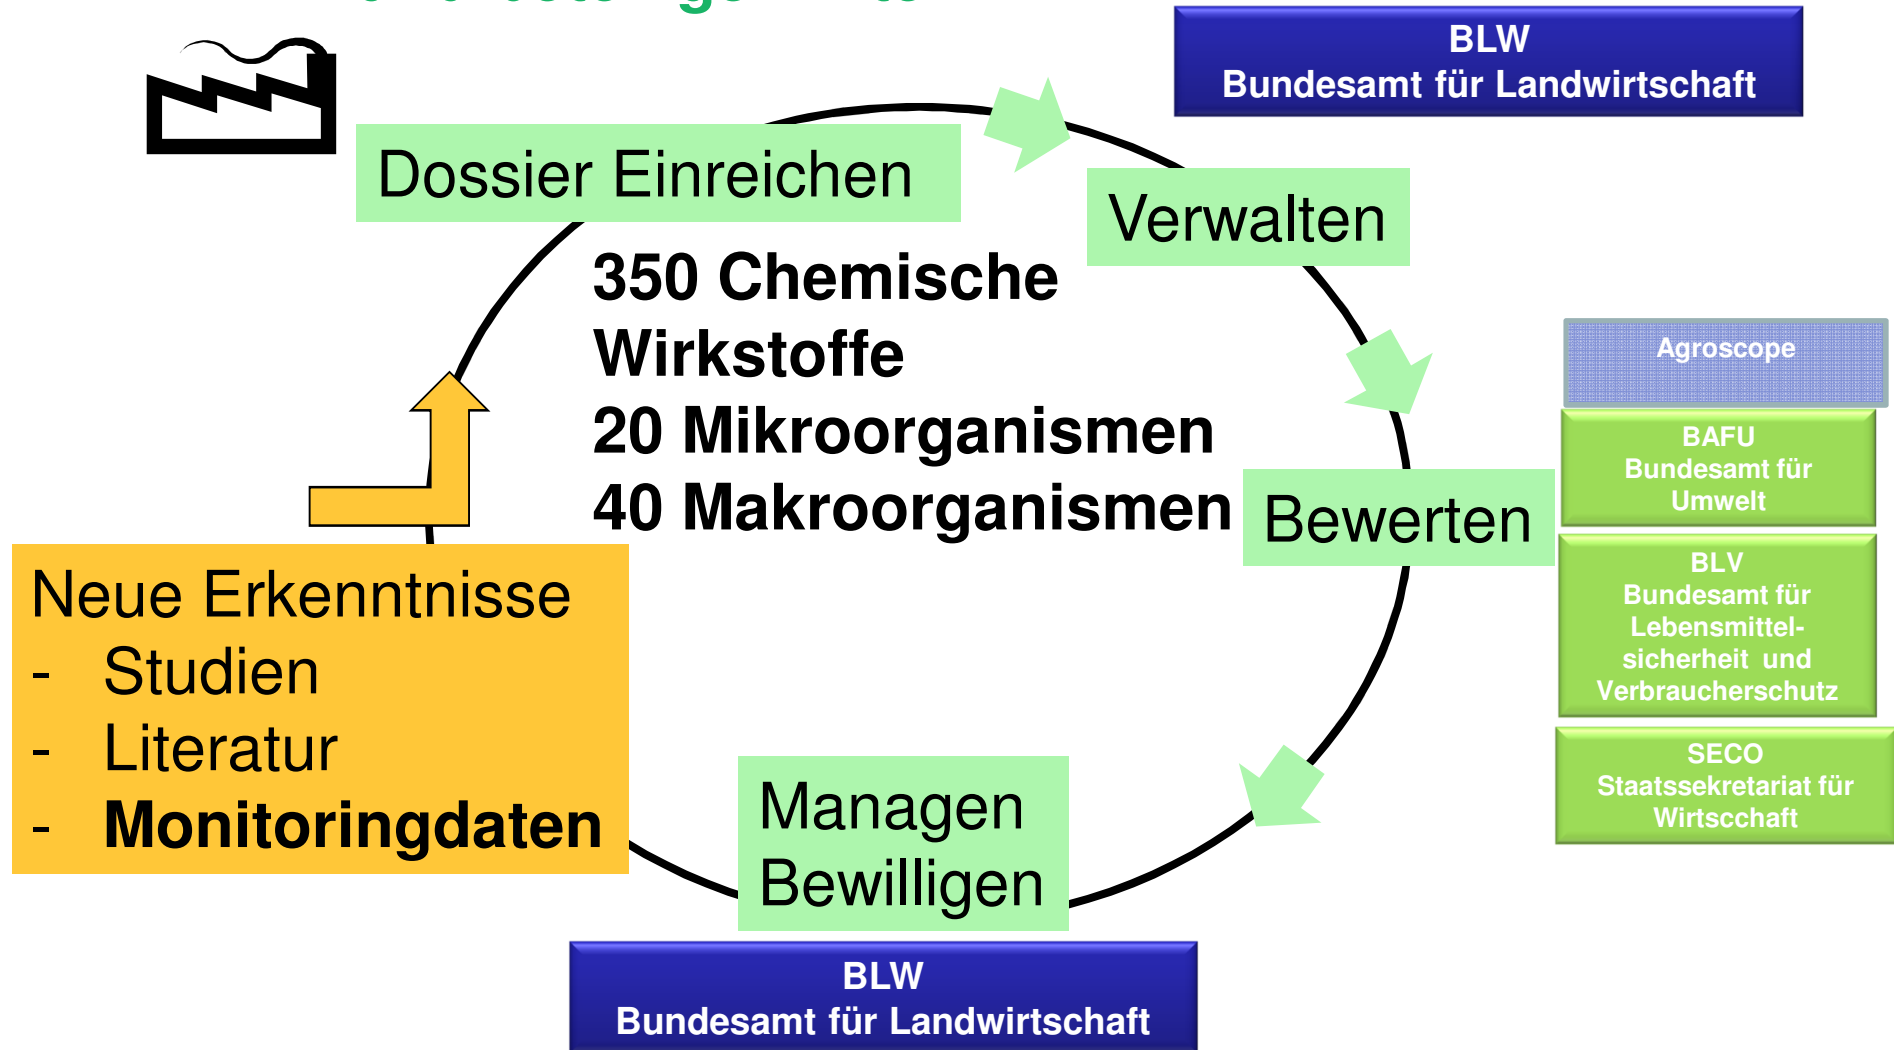 BLW
Bundesamt für Landwirtschaft
Dossier Einreichen
Verwalten
350 Chemische
Wirkstoffe
20 Mikroorganismen
40 Makroorganismen
Agroscope
BAFU
Bundesamt für
Umwelt
Bewerten
BLV
Bundesamt für
Lebensmittel-
sicherheit und
Verbraucherschutz
SECO
Staatssekretariat für
Wirtscchaft
Neue Erkenntnisse
- Studien
- Literatur
- Monitoringdaten
Managen
Bewilligen
BLW
Bundesamt für Landwirtschaft